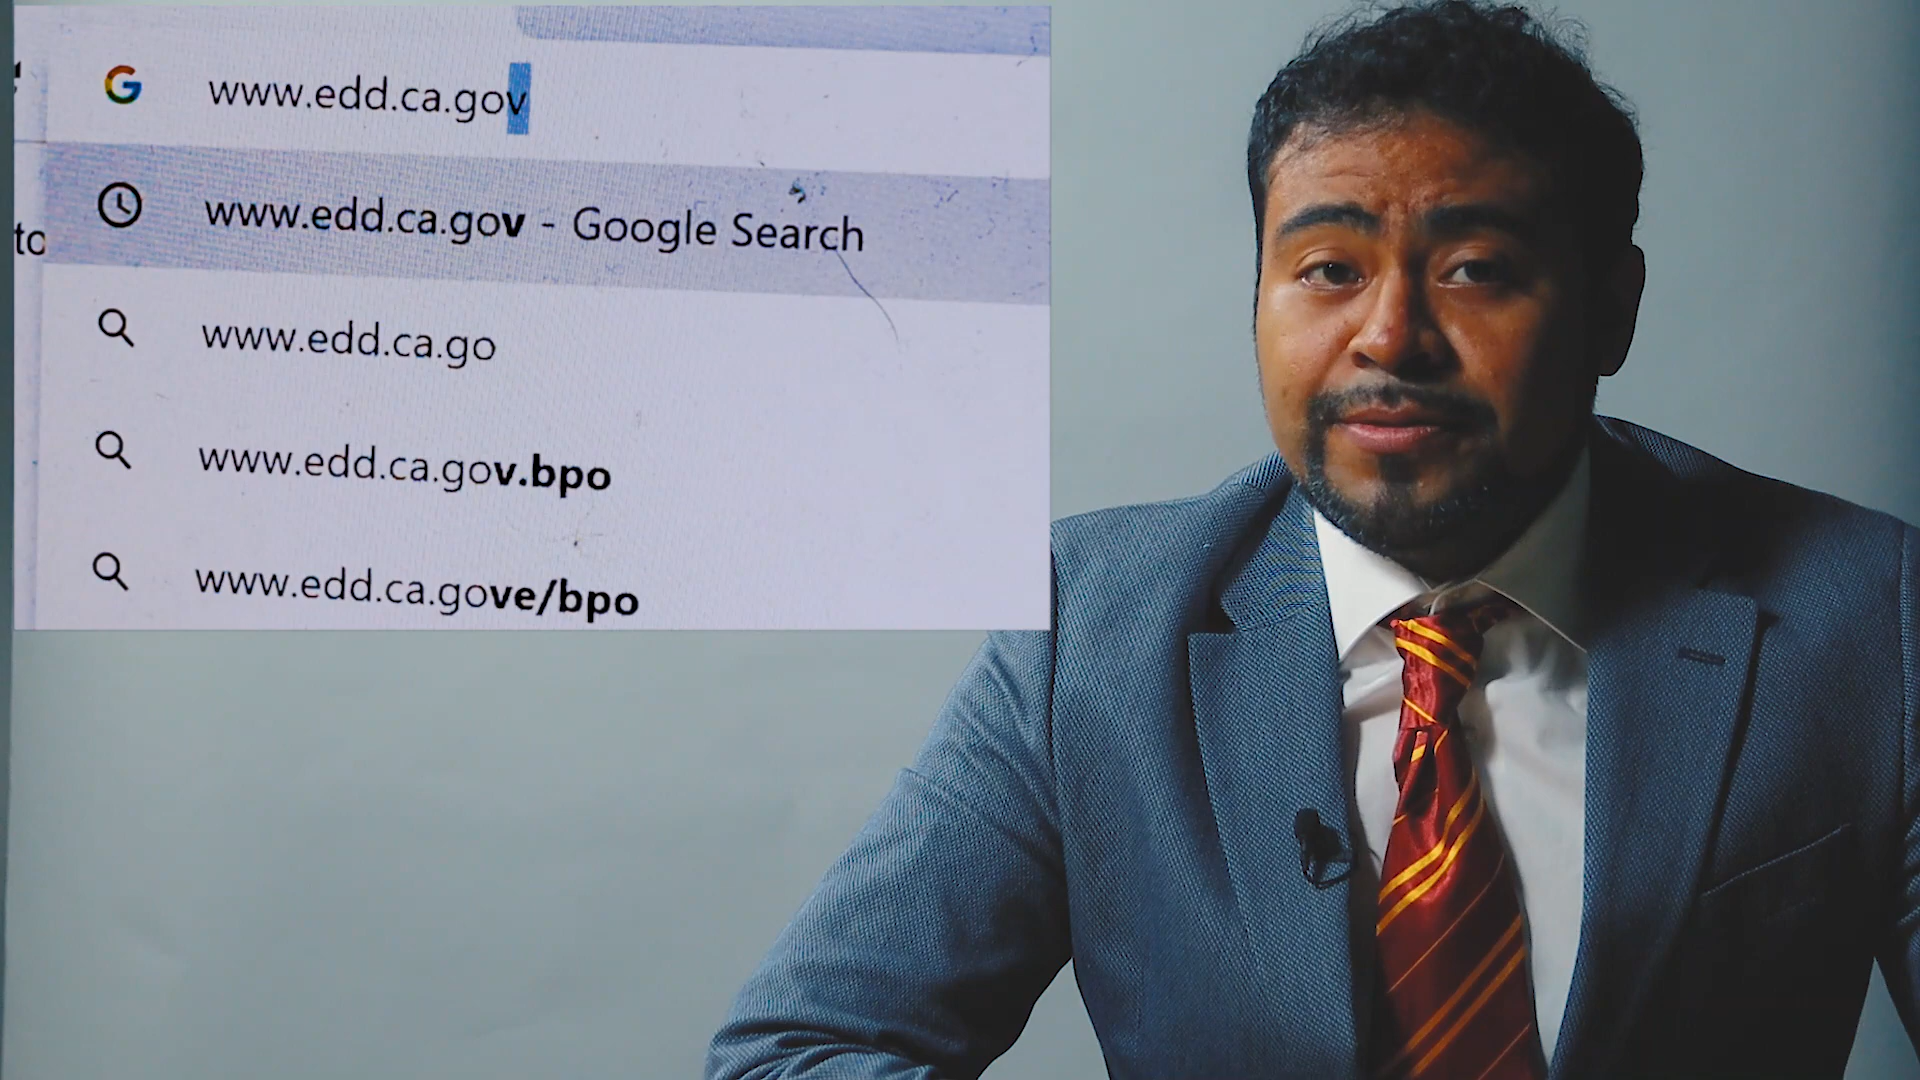 www.edd.ca.gov
www.edd.ca.gov - Google Search
to
www.edd.ca.go
www.edd.ca.gov.bpo
www.edd.ca.gove/bpo